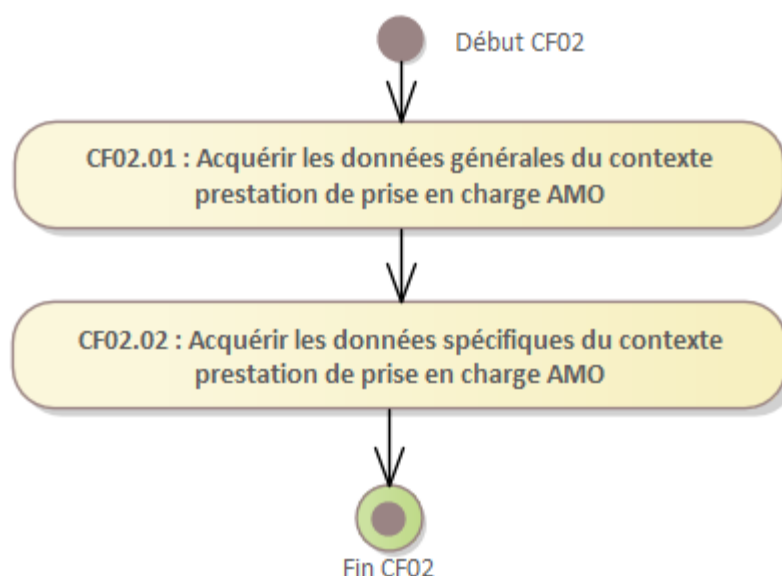 Début CF02
CF02.01 : Acquérir les données générales du contexte
prestation de prise en charge AMO
CF02.02 : Acquérir les données spécifiques du contexte
prestation de prise en charge AMO
Fin CF02